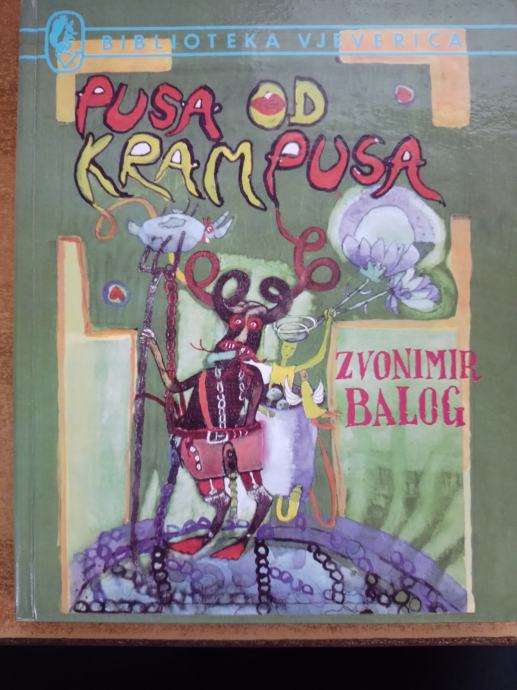 BIBLIOTEKA VJEVERICA
PUSA OD
KRAMPUSA
ZVONIMIR
BALOG